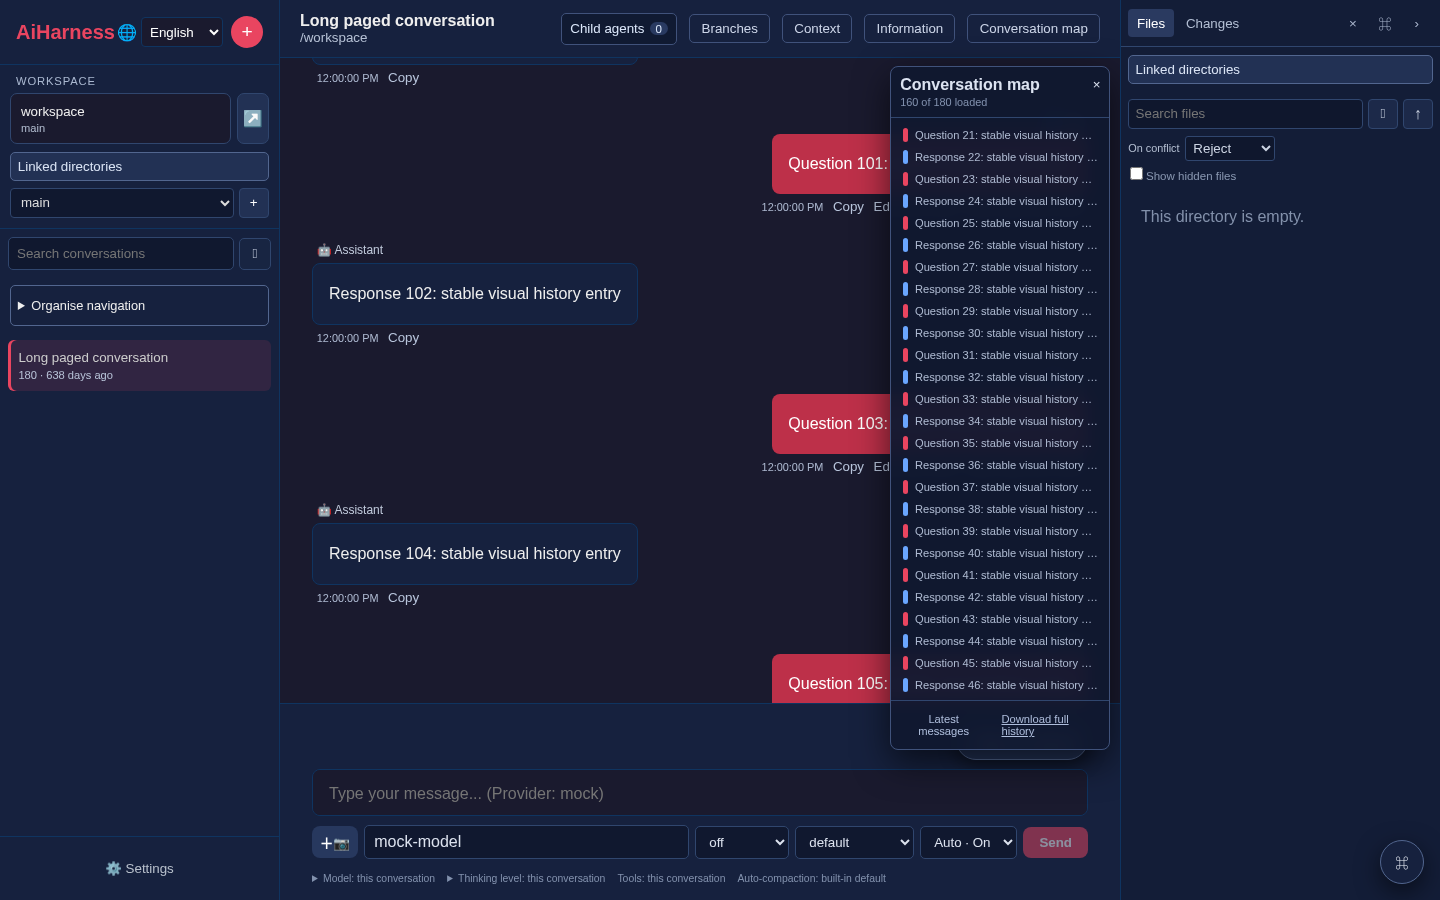 AiHarness
English
+
WORKSPACE
workspace
main
Linked directories
main
+
Search conversations
Organise navigation
Long paged conversation
180 · 638 days ago
Settings
Long paged conversation
/workspace
Child agents 0
Branches
Context
Information
Conversation map
12:00:00 PM Copy
Question 101:
12:00:00 PM Copy Ed
Assistant
Response 102: stable visual history entry
12:00:00 PM Copy
Question 103:
12:00:00 PM Copy Ed
Assistant
Response 104: stable visual history entry
12:00:00 PM Copy
Question 105:
Conversation map
×
160 of 180 loaded
Question 21: stable visual history …
Response 22: stable visual history …
Question 23: stable visual history …
Response 24: stable visual history …
Question 25: stable visual history …
Response 26: stable visual history …
Question 27: stable visual history …
Response 28: stable visual history …
Question 29: stable visual history …
Response 30: stable visual history …
Question 31: stable visual history …
Response 32: stable visual history …
Question 33: stable visual history …
Response 34: stable visual history …
Question 35: stable visual history …
Response 36: stable visual history …
Question 37: stable visual history …
Response 38: stable visual history …
Question 39: stable visual history …
Response 40: stable visual history …
Question 41: stable visual history …
Response 42: stable visual history …
Question 43: stable visual history …
Response 44: stable visual history …
Question 45: stable visual history …
Response 46: stable visual history …
Latest
messages
Download full
history
Type your message... (Provider: mock)
mock-model
off
default
Auto · On
Send
Model: this conversation
Thinking level: this conversation
Tools: this conversation
Auto-compaction: built-in default
Files
Changes
×
⌘
›
Linked directories
Search files
↑
On conflict
Reject
Show hidden files
This directory is empty.
⌘